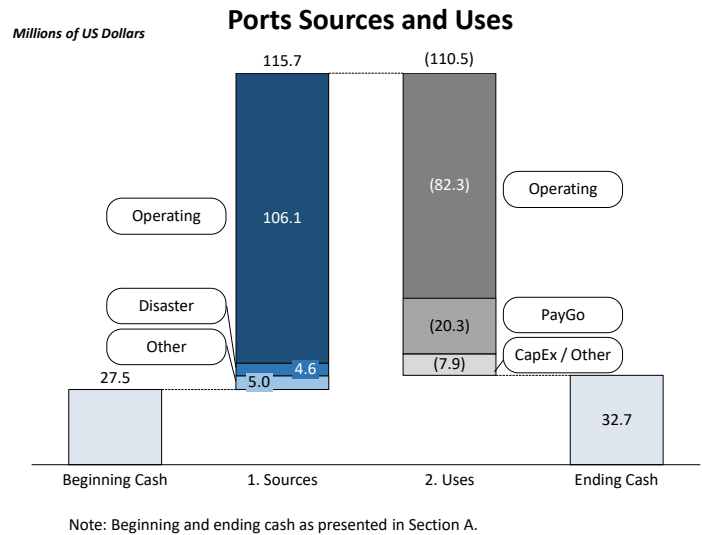 Ports Sources and Uses
Millions of US Dollars
115.7
(110.5)
(82.3)
Operating
106.1
Operating
Disaster
Other
(20.3)
PayGo
CapEx / Other
4.6
(7.9)
27.5
5.0
32.7
Beginning Cash
1. Sources
2. Uses
Ending Cash
Note: Beginning and ending cash as presented in Section A.